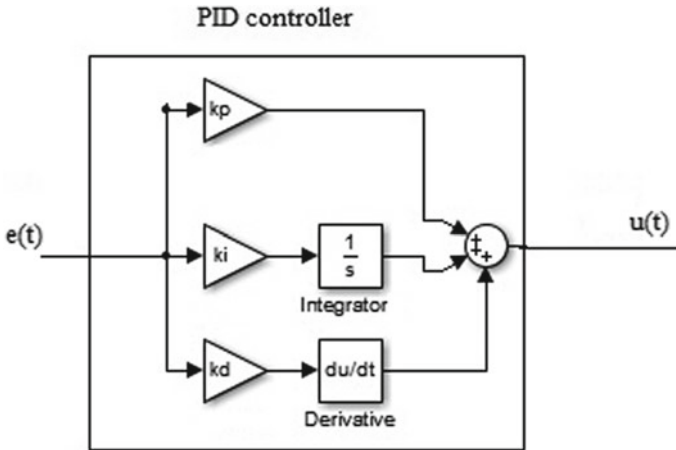 PID controller
kp
e(t)
ki
1
s
Integrator
+
+
+
u(t)
kd
du/dt
Derivative